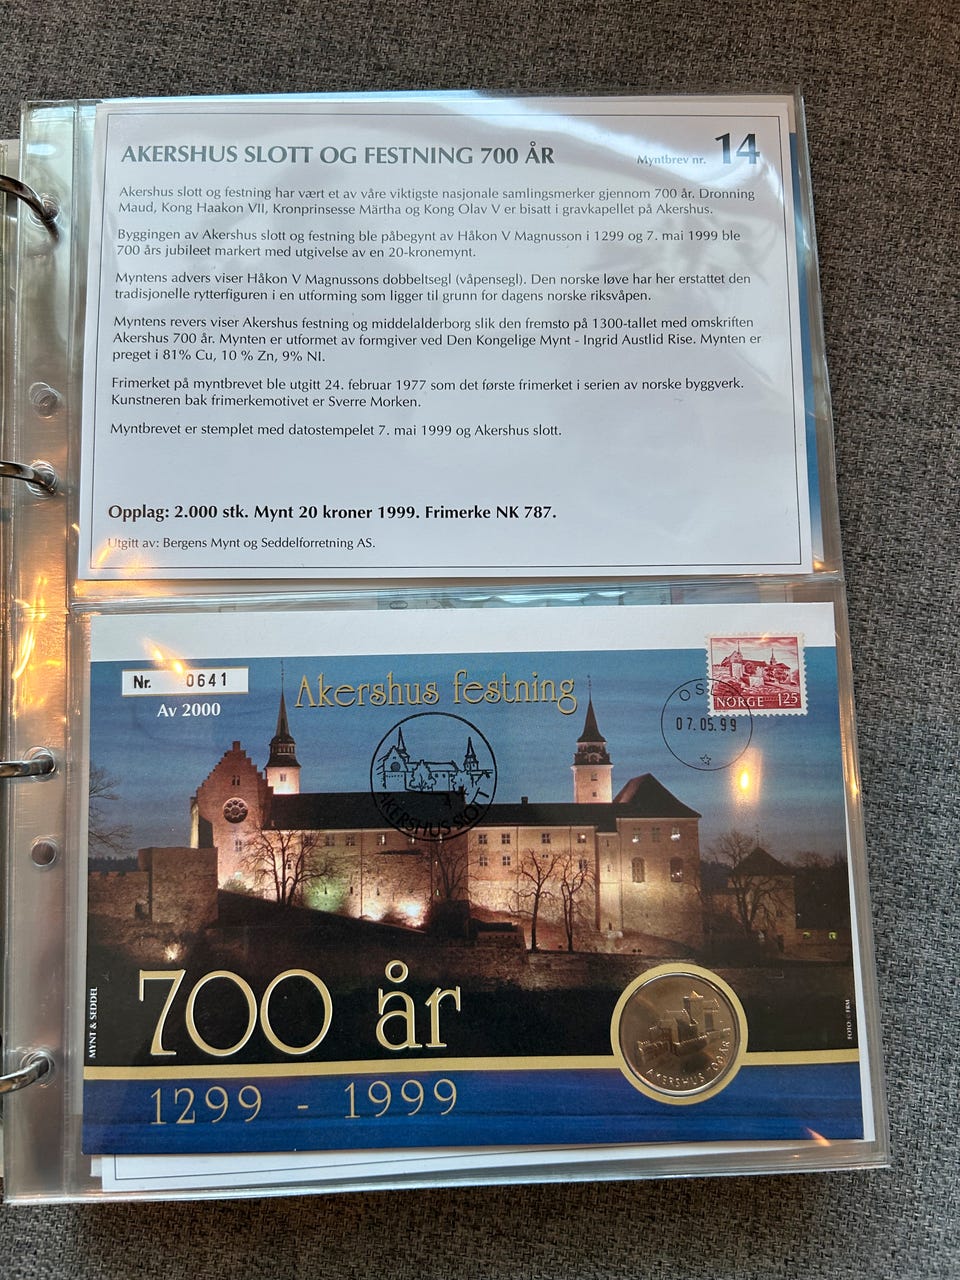 AKERSHUS SLOTT OG FESTNING 700 ÅR
Myntbrev nr. 14
Akershus slott og festning har vært et av våre viktigste nasjonale samlingsmerker gjennom 700 år. Dronning
Maud, Kong Haakon VII, Kronprinsesse Märtha og Kong Olav V er bisatt i gravkapellet på Akershus.
Byggingen av Akershus slott og festning ble påbegynt av Håkon V Magnusson i 1299 og 7. mai 1999 ble
700 års jubileet markert med utgivelse av en 20-kronemynt.
Myntens advers viser Håkon V Magnussons dobbeltsegl (våpensegl). Den norske løve har her erstattet den
tradisjonelle rytterfiguren i en utforming som ligger til grunn for dagens norske riksvåpen.
Myntens revers viser Akershus festning og middelalderborg slik den fremsto på 1300-tallet med omskriften
Akershus 700 år. Mynten er utformet av formgiver ved Den Kongelige Mynt - Ingrid Austlid Rise. Mynten er
preget i 81% Cu, 10 % Zn, 9% NI.
Frimerket på myntbrevet ble utgitt 24. februar 1977 som det første frimerket i serien av norske byggverk.
Kunstneren bak frimerkemotivet er Sverre Morken.
Myntbrevet er stemplet med datostempelet 7. mai 1999 og Akershus slott.
Opplag: 2.000 stk. Mynt 20 kroner 1999. Frimerke NK 787.
Utgitt av: Bergens Mynt og Seddelforretning AS.
Nr. 0641
Av 2000
Akershus festning
NORGE 125
OSLO
07.05.99
AKERSHUS SLOTT
700 år
AKERSHUS 700 ÅR
1299 - 1999
MYNT & SEDDEL
FOTO: FRM